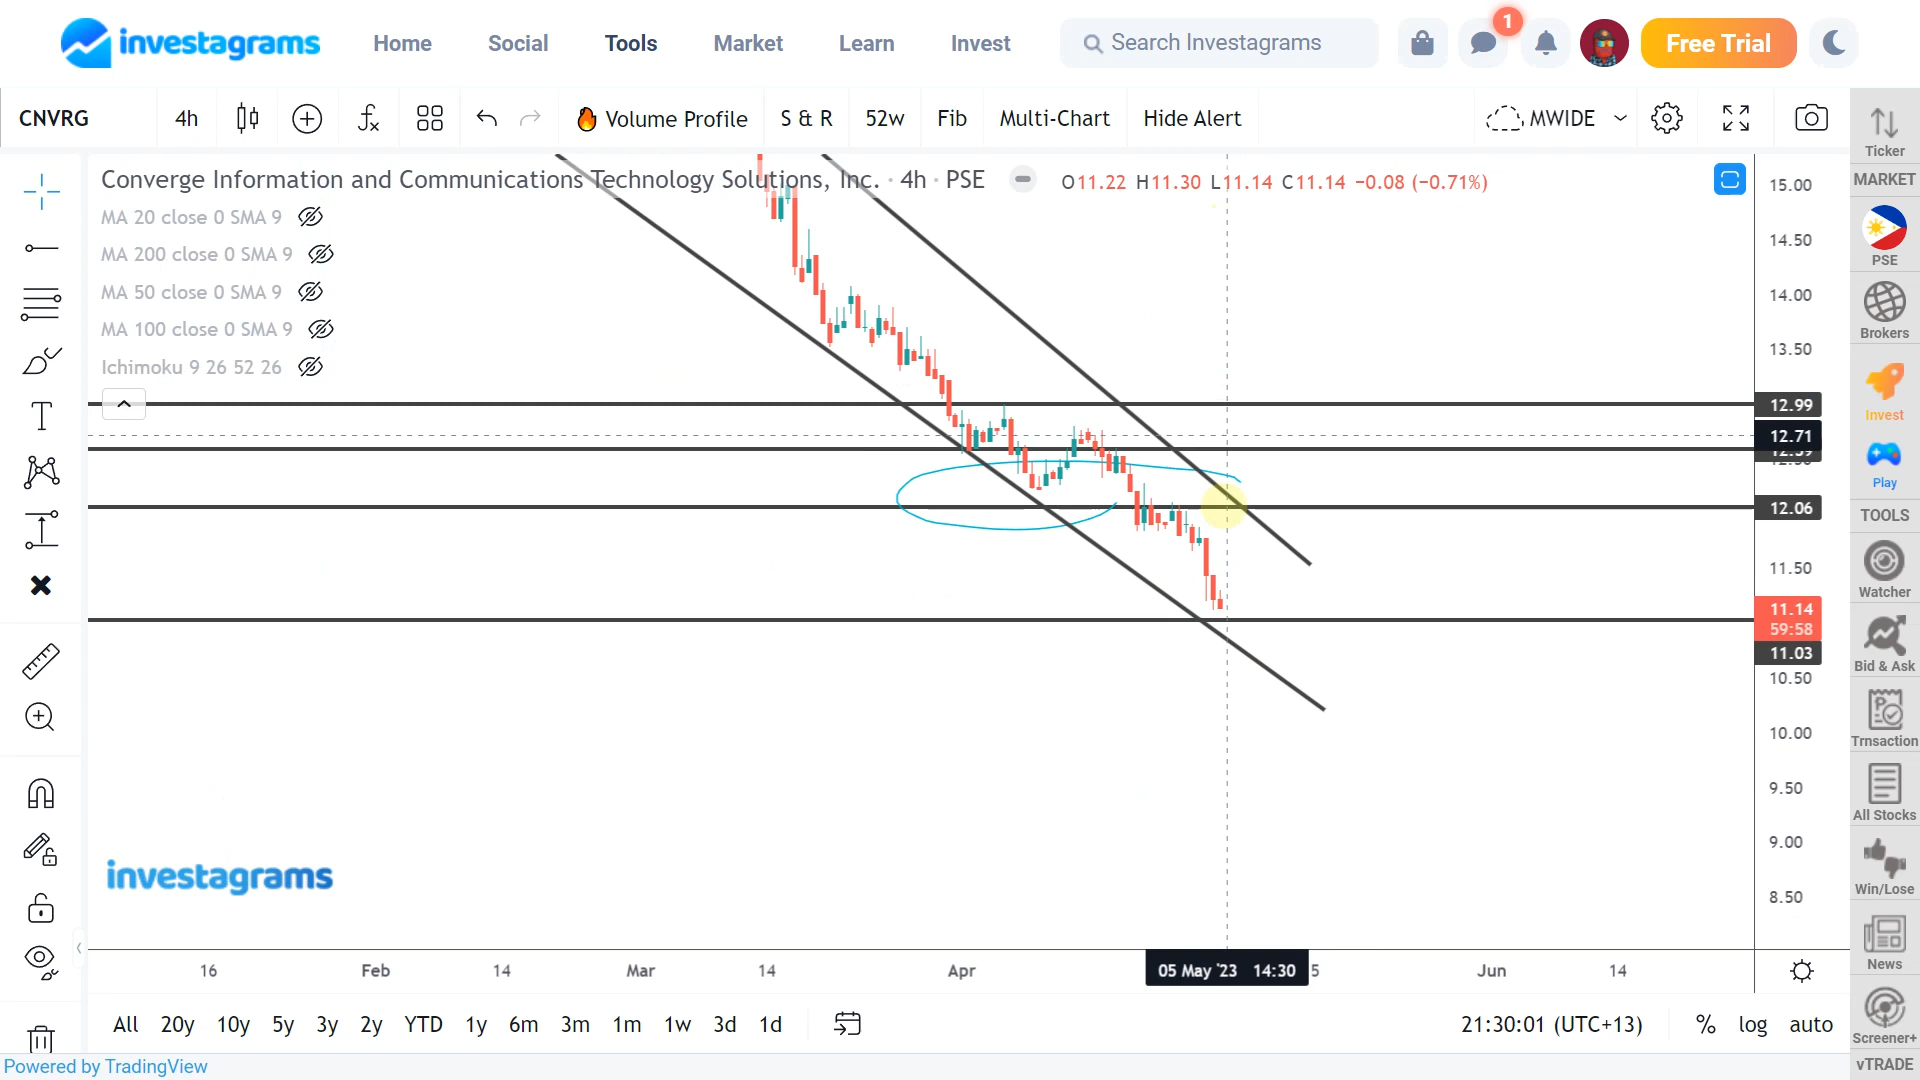 investagrams Home Social Tools Market Learn Invest Search Investagrams 1 Free Trial
CNVRG 4h Volume Profile S & R 52w Fib Multi-Chart Hide Alert MWIDE
Converge Information and Communications Technology Solutions, Inc. · 4h · PSE O11.22 H11.30 L11.14 C11.14 −0.08 (−0.71%)
MA 20 close 0 SMA 9
MA 200 close 0 SMA 9
MA 50 close 0 SMA 9
MA 100 close 0 SMA 9
Ichimoku 9 26 52 26
15.00
14.50
14.00
13.50
12.99
12.71
12.06
11.50
11.14
59:58
11.03
10.50
10.00
9.50
9.00
8.50
investagrams
16 Feb 14 Mar 14 Apr 05 May '23 14:30 5 Jun 14
All 20y 10y 5y 3y 2y YTD 1y 6m 3m 1m 1w 3d 1d 21:30:01 (UTC+13) % log auto
Powered by TradingView
Ticker
MARKET
PSE
Brokers
Invest
Play
TOOLS
Watcher
Bid & Ask
Trnsaction
All Stocks
Win/Lose
News
Screener+
vTRADE